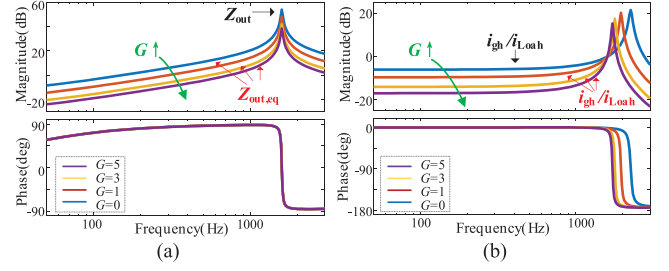 60
20
-20
Magnitude(dB)
Zout
G ↑
Zout,eq
90
0
-90
Phase(deg)
G=5
G=3
G=1
G=0
100
1000
Frequency(Hz)
(a)
20
0
-20
Magnitude(dB)
igh/iLoah
G ↑
igh/iLoah
0
-90
-180
Phase(deg)
G=5
G=3
G=1
G=0
100
1000
Frequency(Hz)
(b)